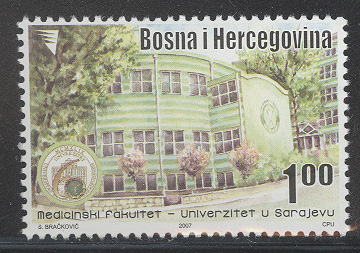 Bosna i Hercegovina
1.00
Medicinski fakultet - Univerzitet u Sarajevu
S. BRAČKOVIĆ
2007
CPU